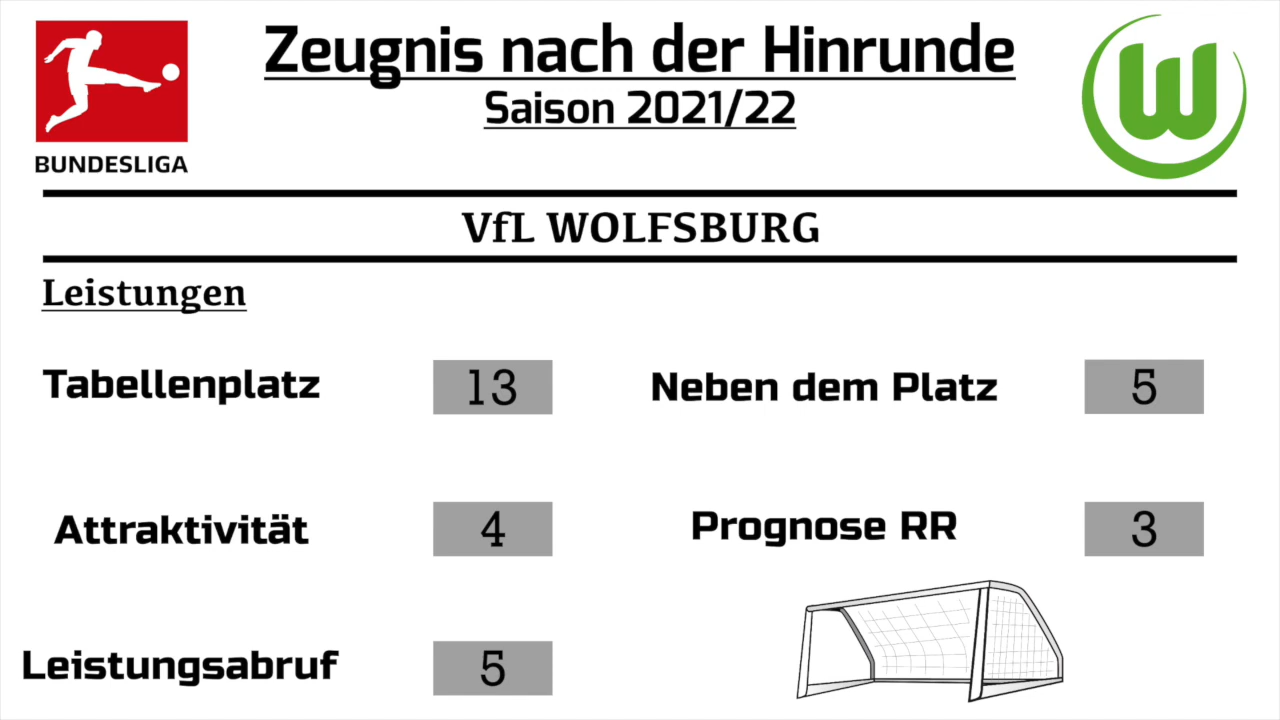 Zeugnis nach der Hinrunde
Saison 2021/22
BUNDESLIGA
W
VfL WOLFSBURG
Leistungen
Tabellenplatz 13
Neben dem Platz 5
Attraktivität 4
Prognose RR 3
Leistungsabruf 5